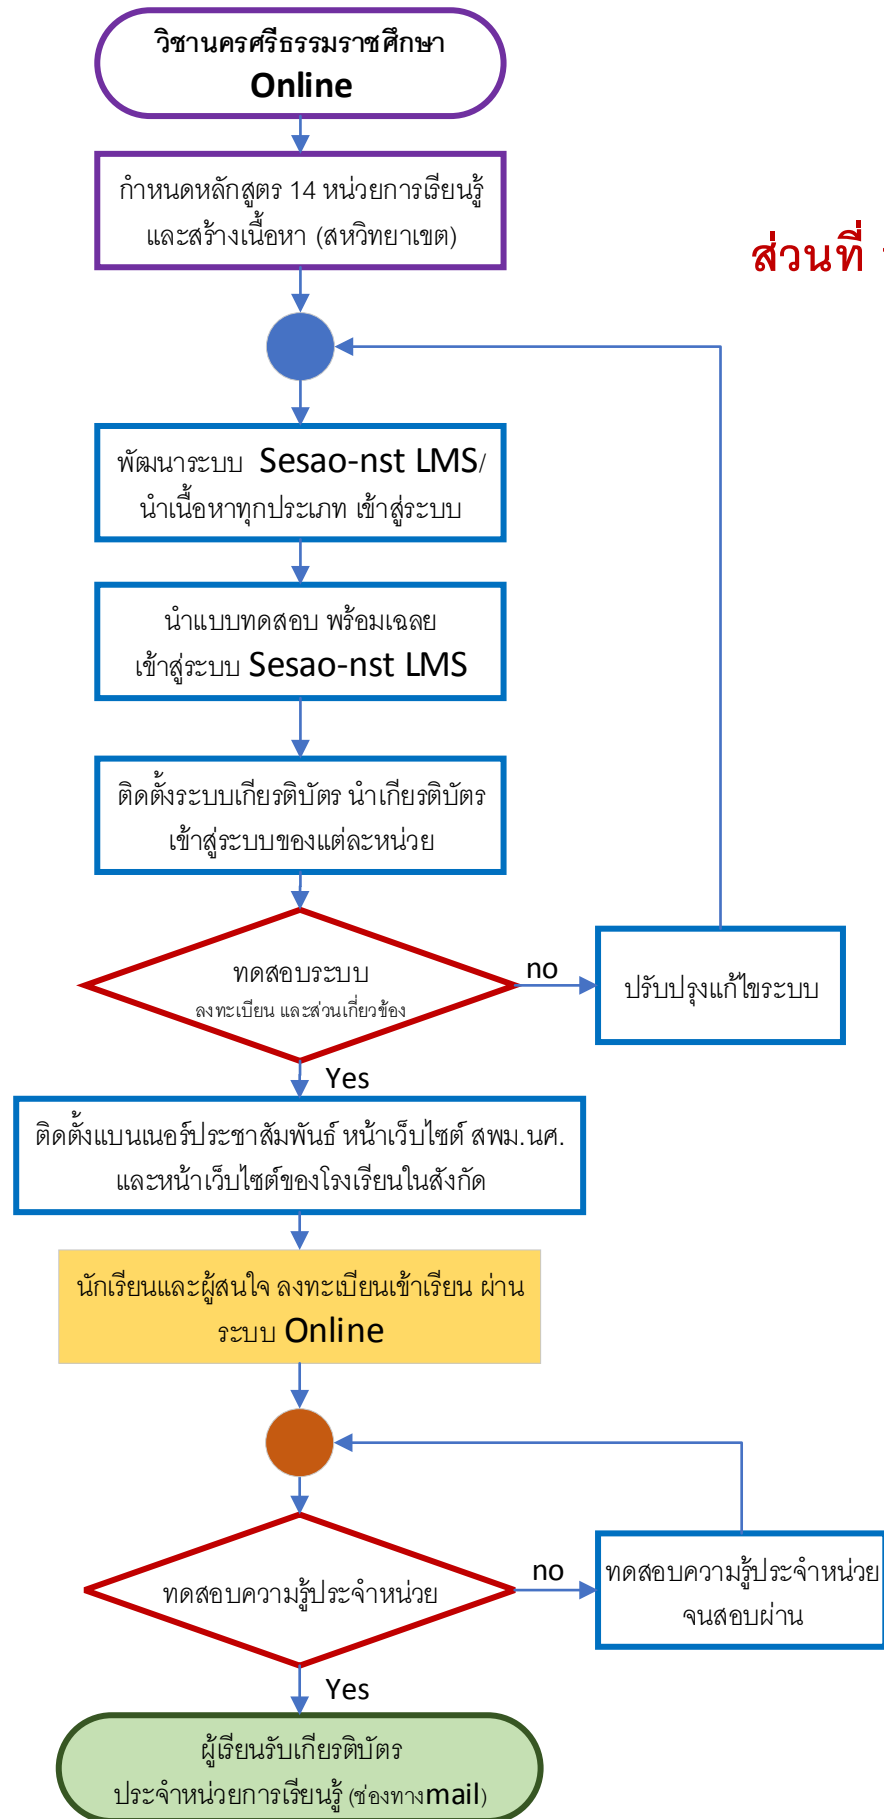 วิชานครศรีธรรมราชศึกษา
Online
กำหนดหลักสูตร 14 หน่วยการเรียนรู้
และสร้างเนื้อหา (สหวิทยาเขต)
ส่วนที่
พัฒนาระบบ Sesao-nst LMS/
นำเนื้อหาทุกประเภท เข้าสู่ระบบ
นำแบบทดสอบ พร้อมเฉลย
เข้าสู่ระบบ Sesao-nst LMS
ติดตั้งระบบเกียรติบัตร นำเกียรติบัตร
เข้าสู่ระบบของแต่ละหน่วย
ทดสอบระบบ
ลงทะเบียน และส่วนเกี่ยวข้อง
no
ปรับปรุงแก้ไขระบบ
Yes
ติดตั้งแบนเนอร์ประชาสัมพันธ์ หน้าเว็บไซต์ สพม.นศ.
และหน้าเว็บไซต์ของโรงเรียนในสังกัด
นักเรียนและผู้สนใจ ลงทะเบียนเข้าเรียน ผ่าน
ระบบ Online
ทดสอบความรู้ประจำหน่วย
no
ทดสอบความรู้ประจำหน่วย
จนสอบผ่าน
Yes
ผู้เรียนรับเกียรติบัตร
ประจำหน่วยการเรียนรู้ (ช่องทางmail)